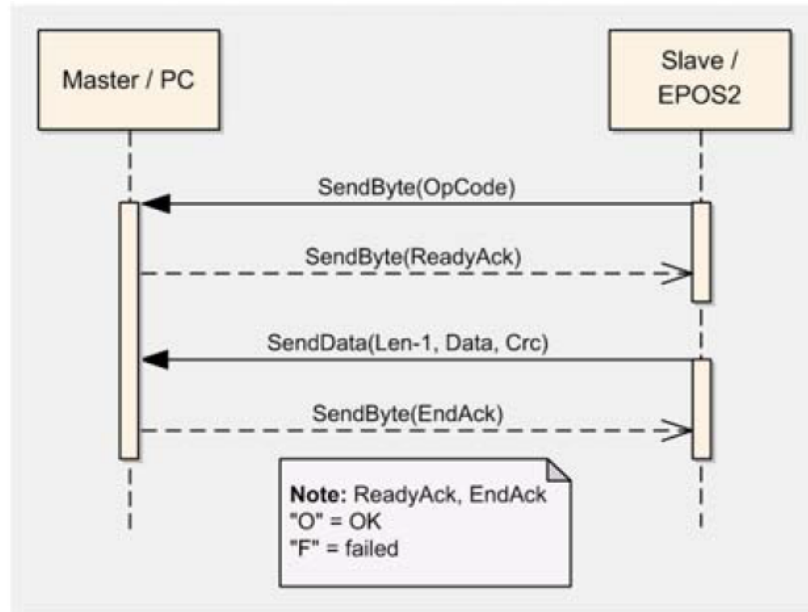 Master / PC
Slave /
EPOS2
SendByte(OpCode)
SendByte(ReadyAck)
SendData(Len-1, Data, Crc)
SendByte(EndAck)
Note: ReadyAck, EndAck
"O" = OK
"F" = failed